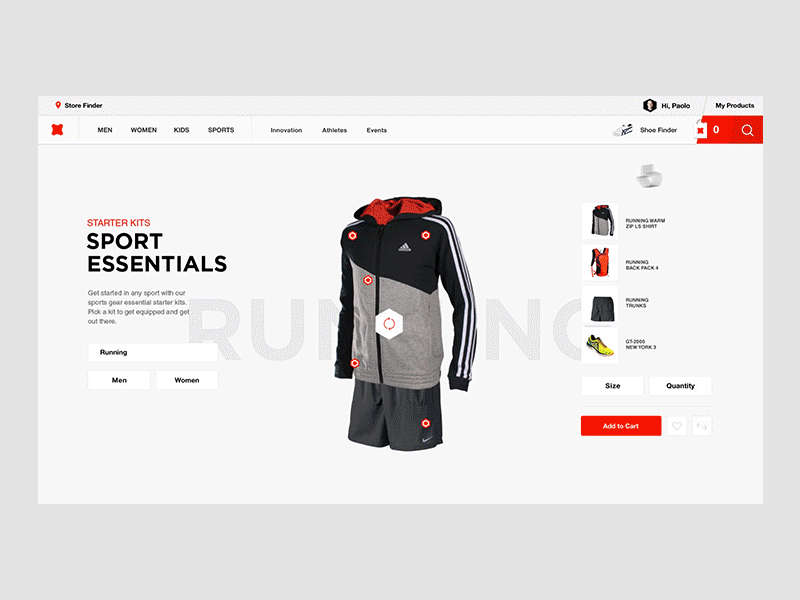 Store Finder
Hi, Paolo
My Products
MEN
WOMEN
KIDS
SPORTS
Innovation
Athletes
Events
Shoe Finder
0
STARTER KITS
SPORT
ESSENTIALS
Get started in any sport with our
sports gear essential starter kits.
Pick a kit to get equipped and get
out there.
Running
Men
Women
RUNNING
RUNNING WARM
ZIP LS SHIRT
RUNNING
BACK PACK 4
RUNNING
TRUNKS
GT-2000
NEW YORK 3
Size
Quantity
Add to Cart